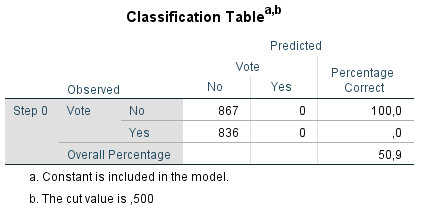 Classification Table a,b
Predicted
Vote Percentage Correct
Observed No Yes
Step 0 Vote No 867 0 100,0
Yes 836 0 ,0
Overall Percentage 50,9
a. Constant is included in the model.
b. The cut value is ,500